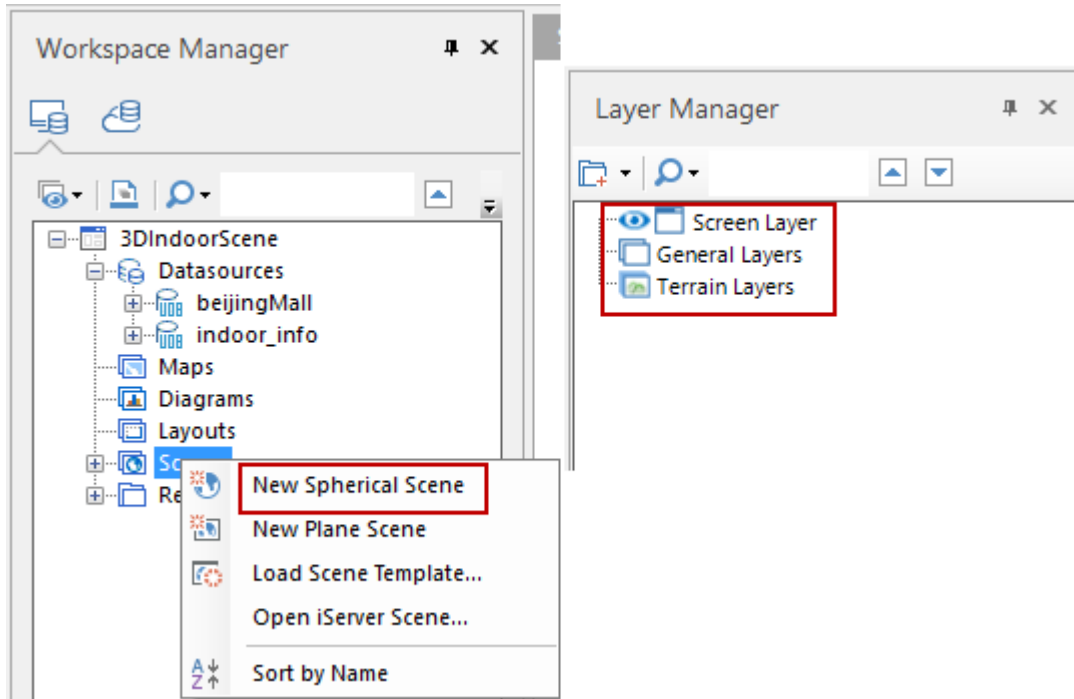 Workspace Manager
3DIndoorScene
Datasources
beijingMall
indoor_info
Maps
Diagrams
Layouts
New Spherical Scene
New Plane Scene
Load Scene Template...
Open iServer Scene...
Sort by Name
Layer Manager
Screen Layer
General Layers
Terrain Layers